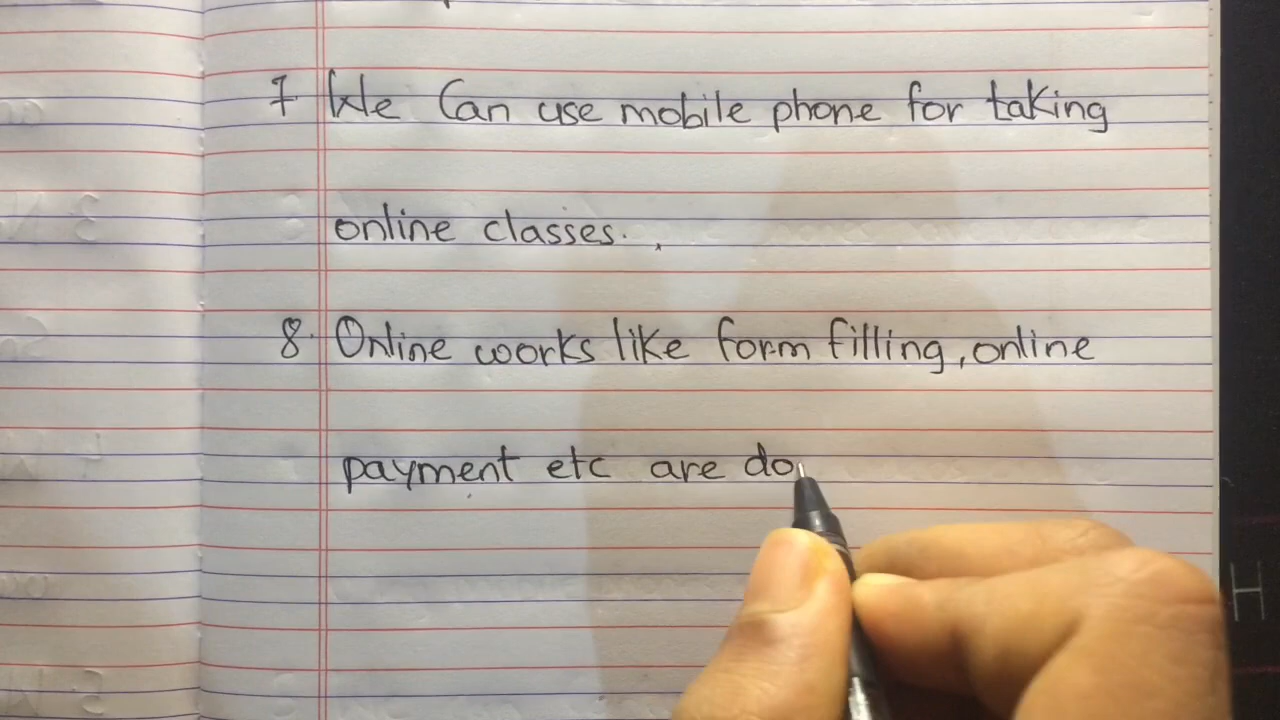 7 We Can use mobile phone for taking
online classes.
8. Online works like form filling, online
payment etc are do
H